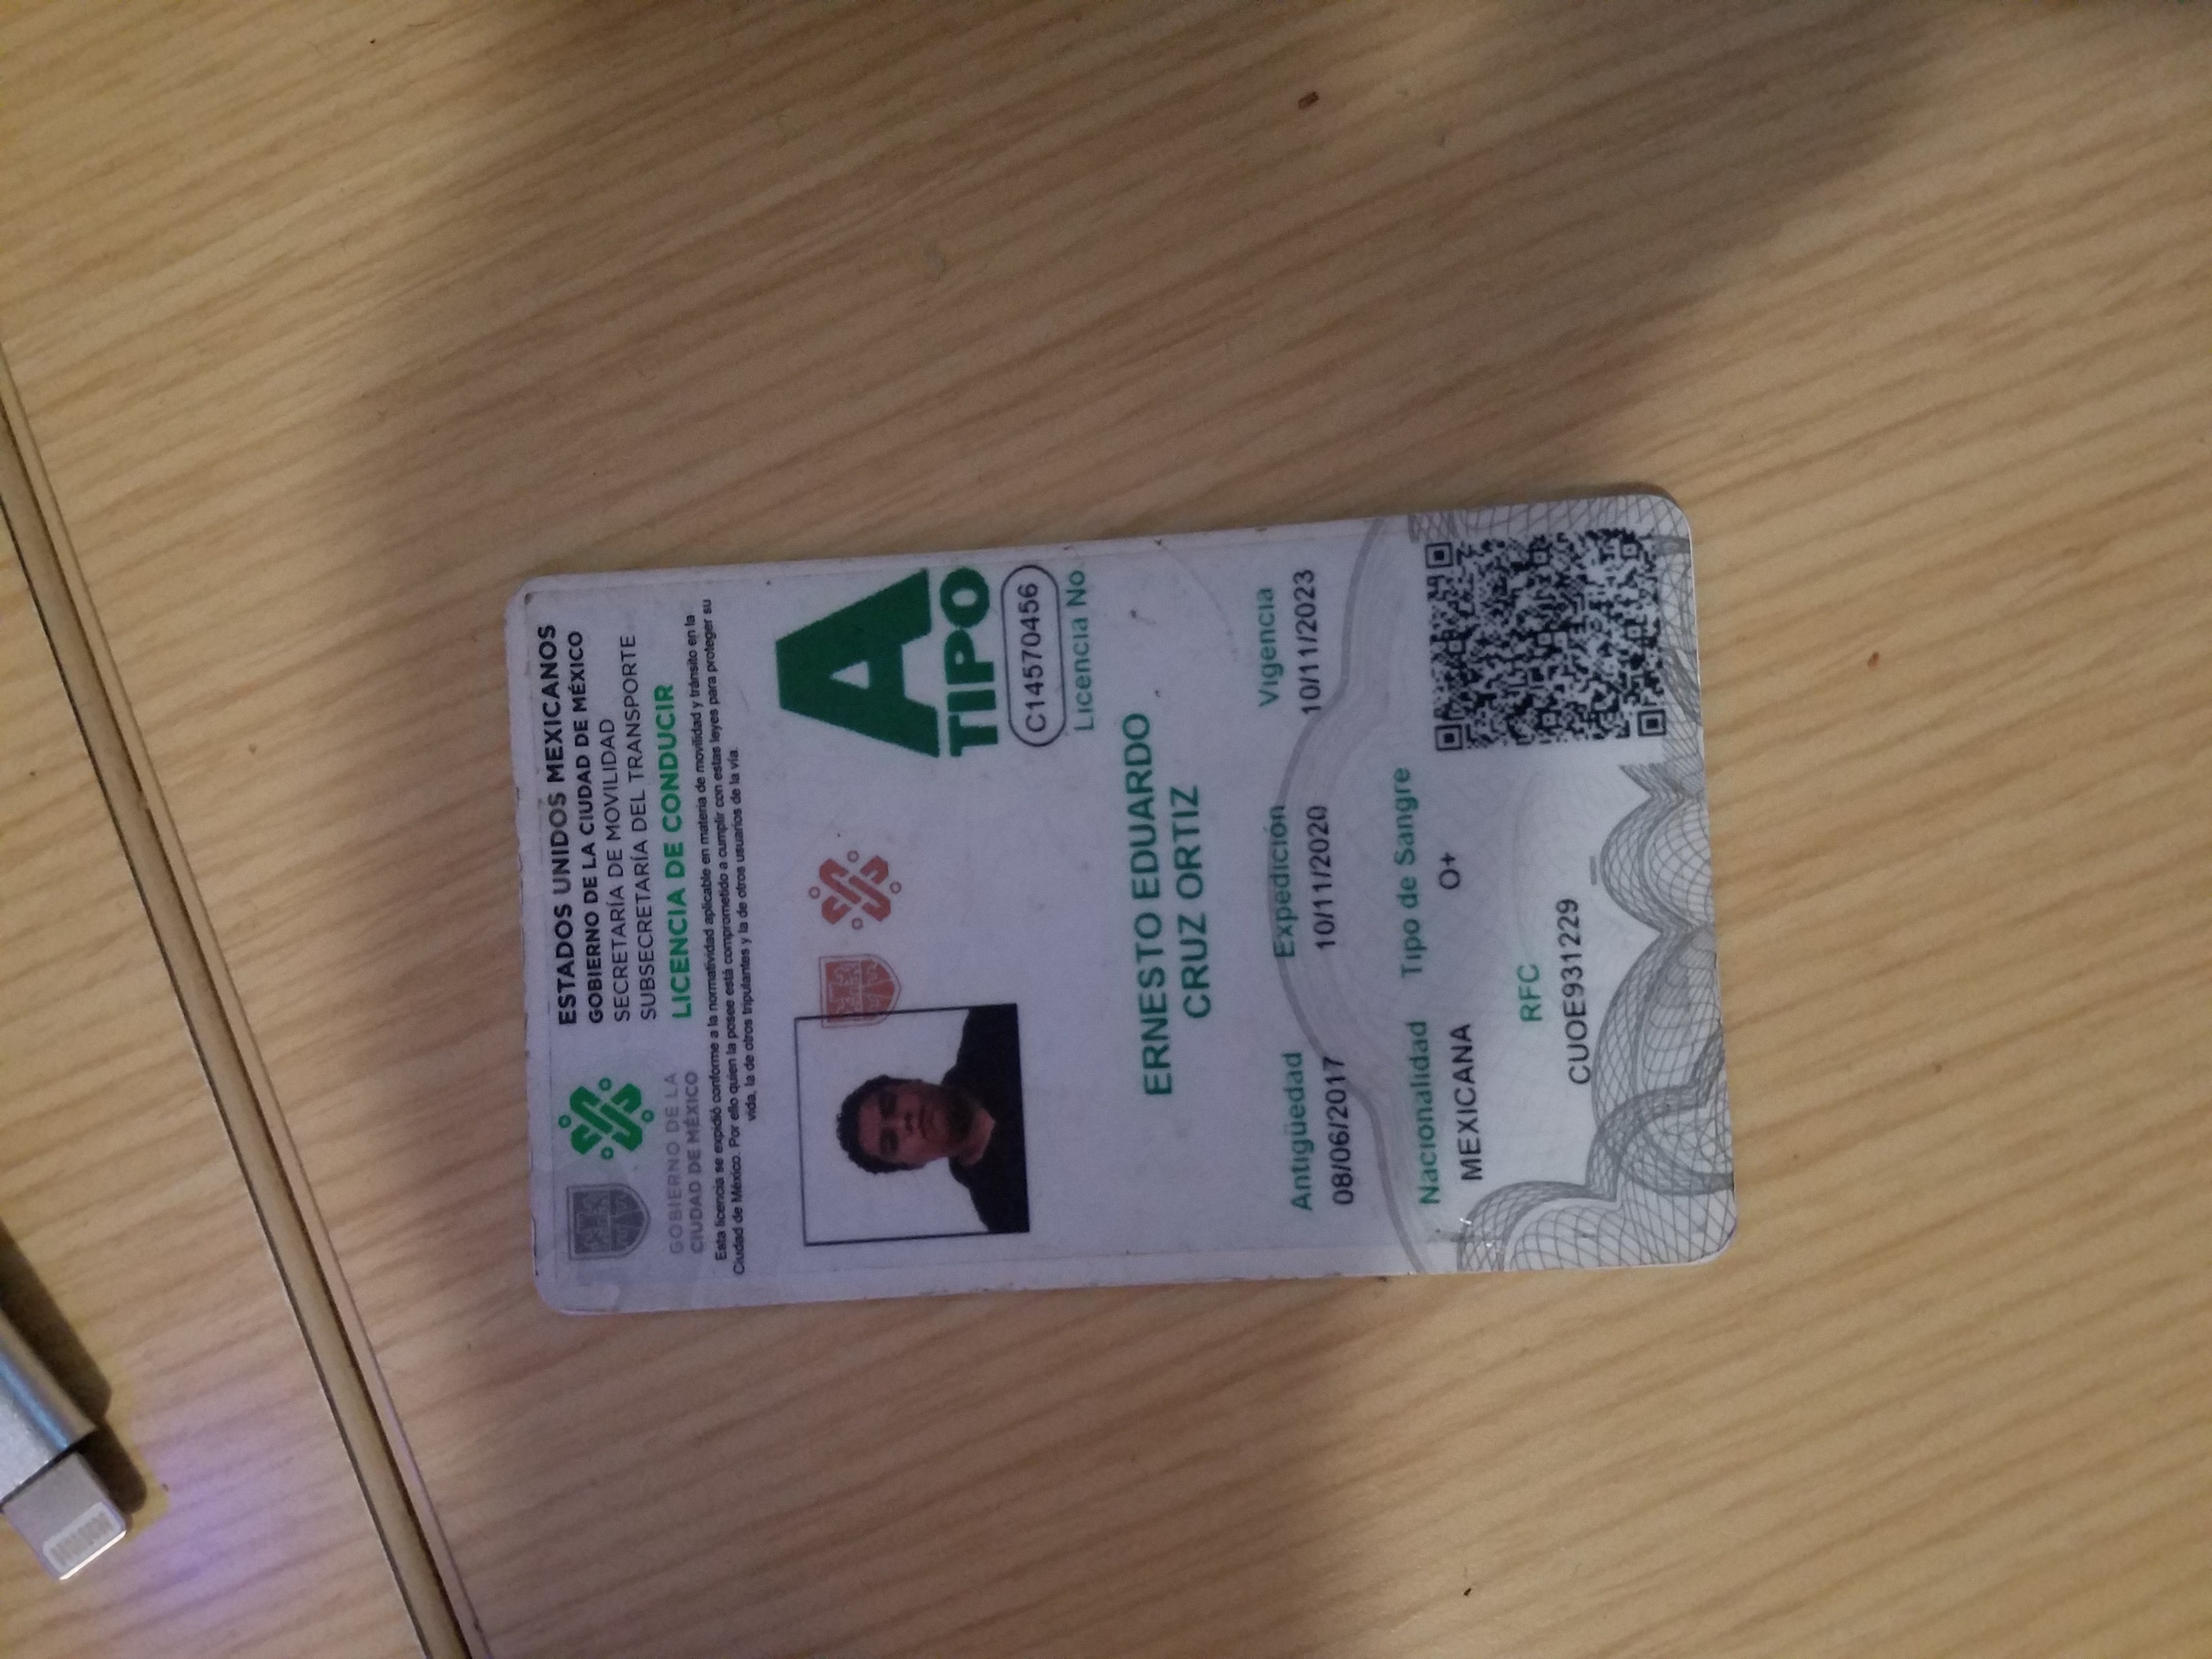 ESTADOS UNIDOS MEXICANOS
GOBIERNO DE LA CIUDAD DE MÉXICO
SECRETARÍA DE MOVILIDAD
SUBSECRETARÍA DEL TRANSPORTE
LICENCIA DE CONDUCIR
GOBIERNO DE LA
CIUDAD DE MÉXICO
Esta licencia se expidió conforme a la normatividad aplicable en materia de movilidad y tránsito en la
Ciudad de México. Por ello quien la posee está comprometido a cumplir con estas leyes para proteger su
vida, la de otros tripulantes y la de otros usuarios de la vía.
A
TIPO
C14570456
Licencia No.
ERNESTO EDUARDO
CRUZ ORTIZ
Antigüedad Expedición Vigencia
08/06/2017 10/11/2020 10/11/2023
Nacionalidad Tipo de Sangre
MEXICANA O+
RFC
CUOE931229